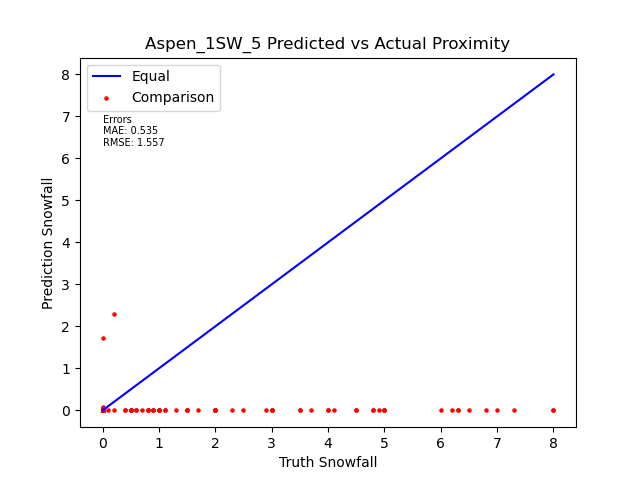 Aspen_1SW_5 Predicted vs Actual Proximity
Equal
Comparison
Errors
MAE: 0.535
RMSE: 1.557
8
7
6
5
4
3
2
1
0
Prediction Snowfall
0 1 2 3 4 5 6 7 8
Truth Snowfall